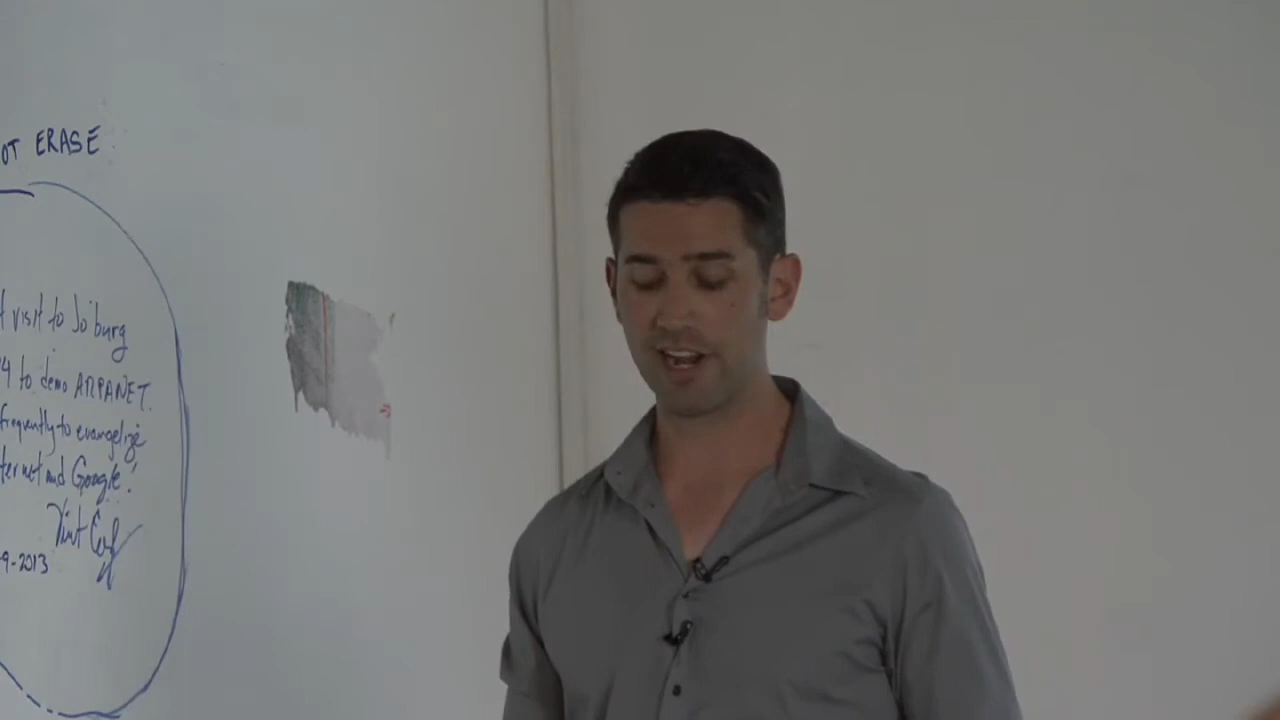 OT ERASE
t visit to Jo'burg
4 to demo ARPANET.
frequently to evangelize
ternet and Google!
Vint Cerf
9-2013